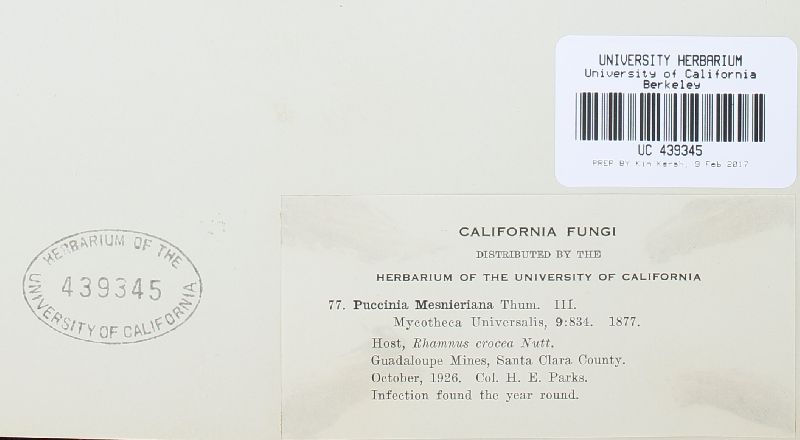 UNIVERSITY HERBARIUM
University of California
Berkeley
UC 439345
PREP BY Kim Kersh, 9 Feb 2017
HERBARIUM OF THE
439345
UNIVERSITY OF CALIFORNIA
CALIFORNIA FUNGI
DISTRIBUTED BY THE
HERBARIUM OF THE UNIVERSITY OF CALIFORNIA
77. Puccinia Mesnieriana Thum. III.
Mycotheca Universalis, 9:834. 1877.
Host, Rhamnus crocea Nutt.
Guadaloupe Mines, Santa Clara County.
October, 1926. Col. H. E. Parks.
Infection found the year round.